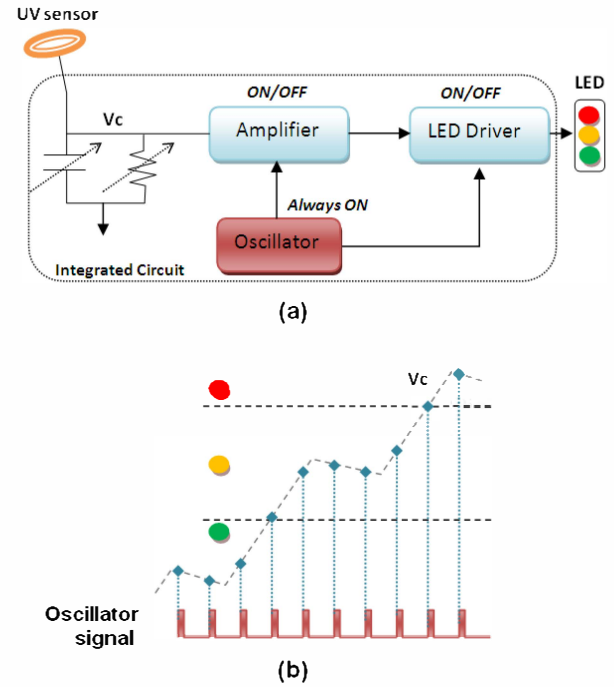 UV sensor
LED
ON/OFF
ON/OFF
Vc
Amplifier
LED Driver
Always ON
Oscillator
Integrated Circuit
(a)
Vc
Oscillator
signal
(b)